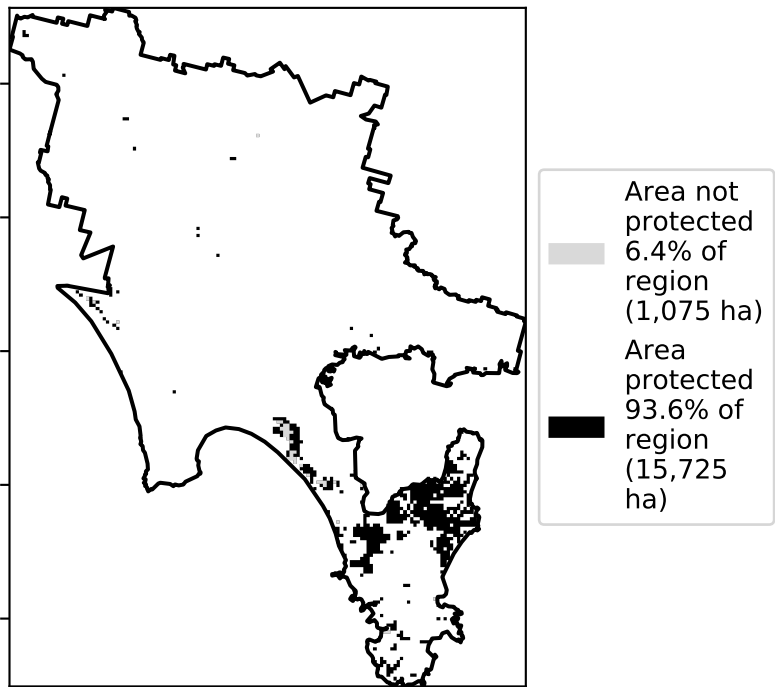 Area not
protected
6.4% of
region
(1,075 ha)
Area
protected
93.6% of
region
(15,725
ha)